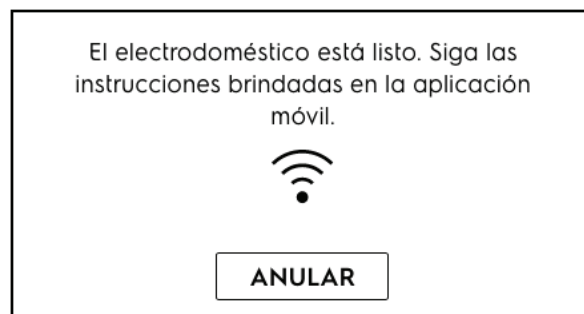 El electrodoméstico está listo. Siga las
instrucciones brindadas en la aplicación
móvil.
ANULAR